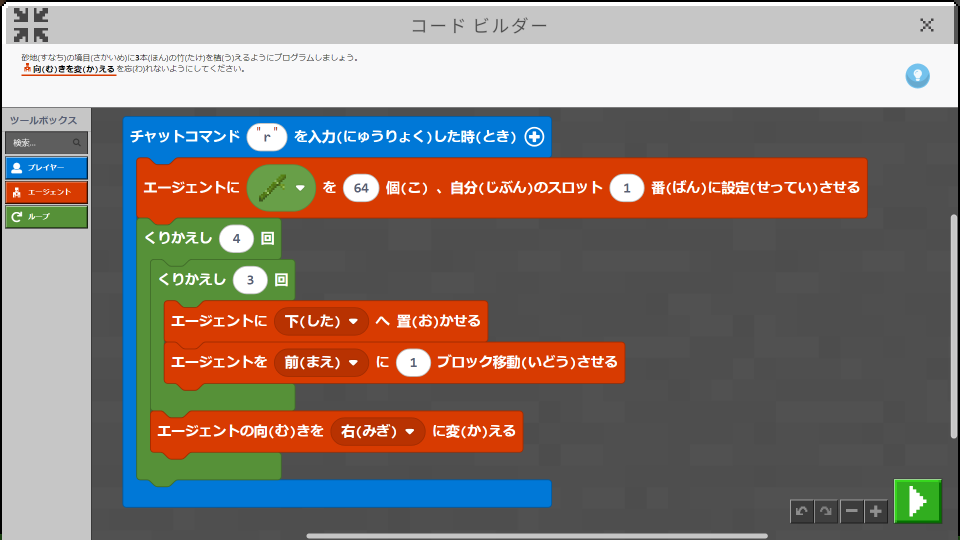 コード ビルダー
砂地(すなち)の境目(さかいめ)に3本(ほん)の竹(たけ)を植(う)えるようにプログラムしましょう。
向(む)きを変(か)える を忘(わ)れないようにしてください。
ツールボックス
検索...
プレイヤー
エージェント
ループ
チャットコマンド "r" を入力(にゅうりょく)した時(とき)
エージェントに を 64 個(こ) 、自分(じぶん)のスロット 1 番(ばん)に設定(せってい)させる
くりかえし 4 回
くりかえし 3 回
エージェントに 下(した) へ 置(お)かせる
エージェントを 前(まえ) に 1 ブロック移動(いどう)させる
エージェントの向(む)きを 右(みぎ) に変(か)える